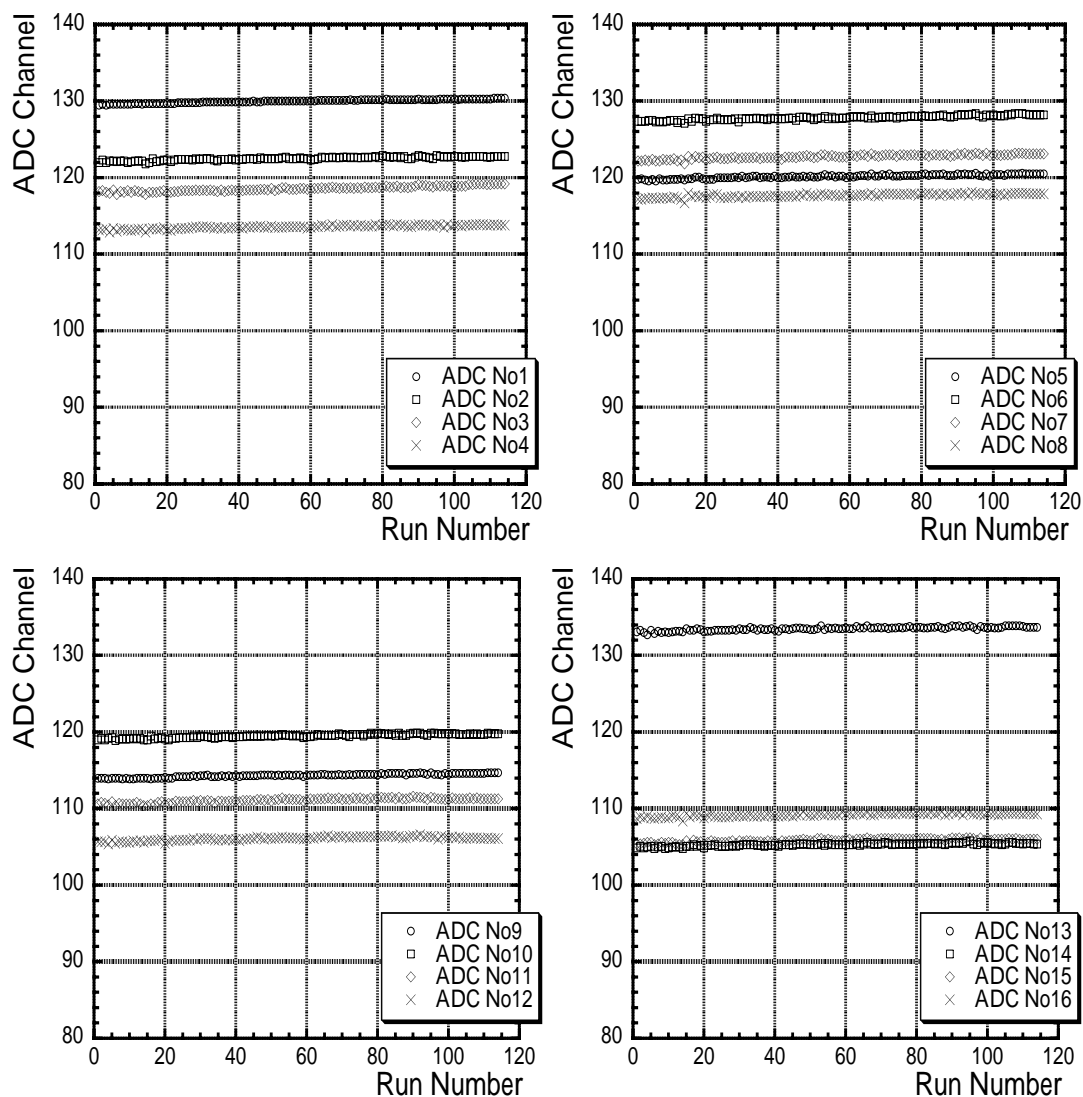 ADC Channel
140
130
120
110
100
90
80
0 20 40 60 80 100 120
Run Number
ADC No1
ADC No2
ADC No3
ADC No4
ADC Channel
140
130
120
110
100
90
80
0 20 40 60 80 100 120
Run Number
ADC No5
ADC No6
ADC No7
ADC No8
ADC Channel
140
130
120
110
100
90
80
0 20 40 60 80 100 120
Run Number
ADC No9
ADC No10
ADC No11
ADC No12
ADC Channel
140
130
120
110
100
90
80
0 20 40 60 80 100 120
Run Number
ADC No13
ADC No14
ADC No15
ADC No16